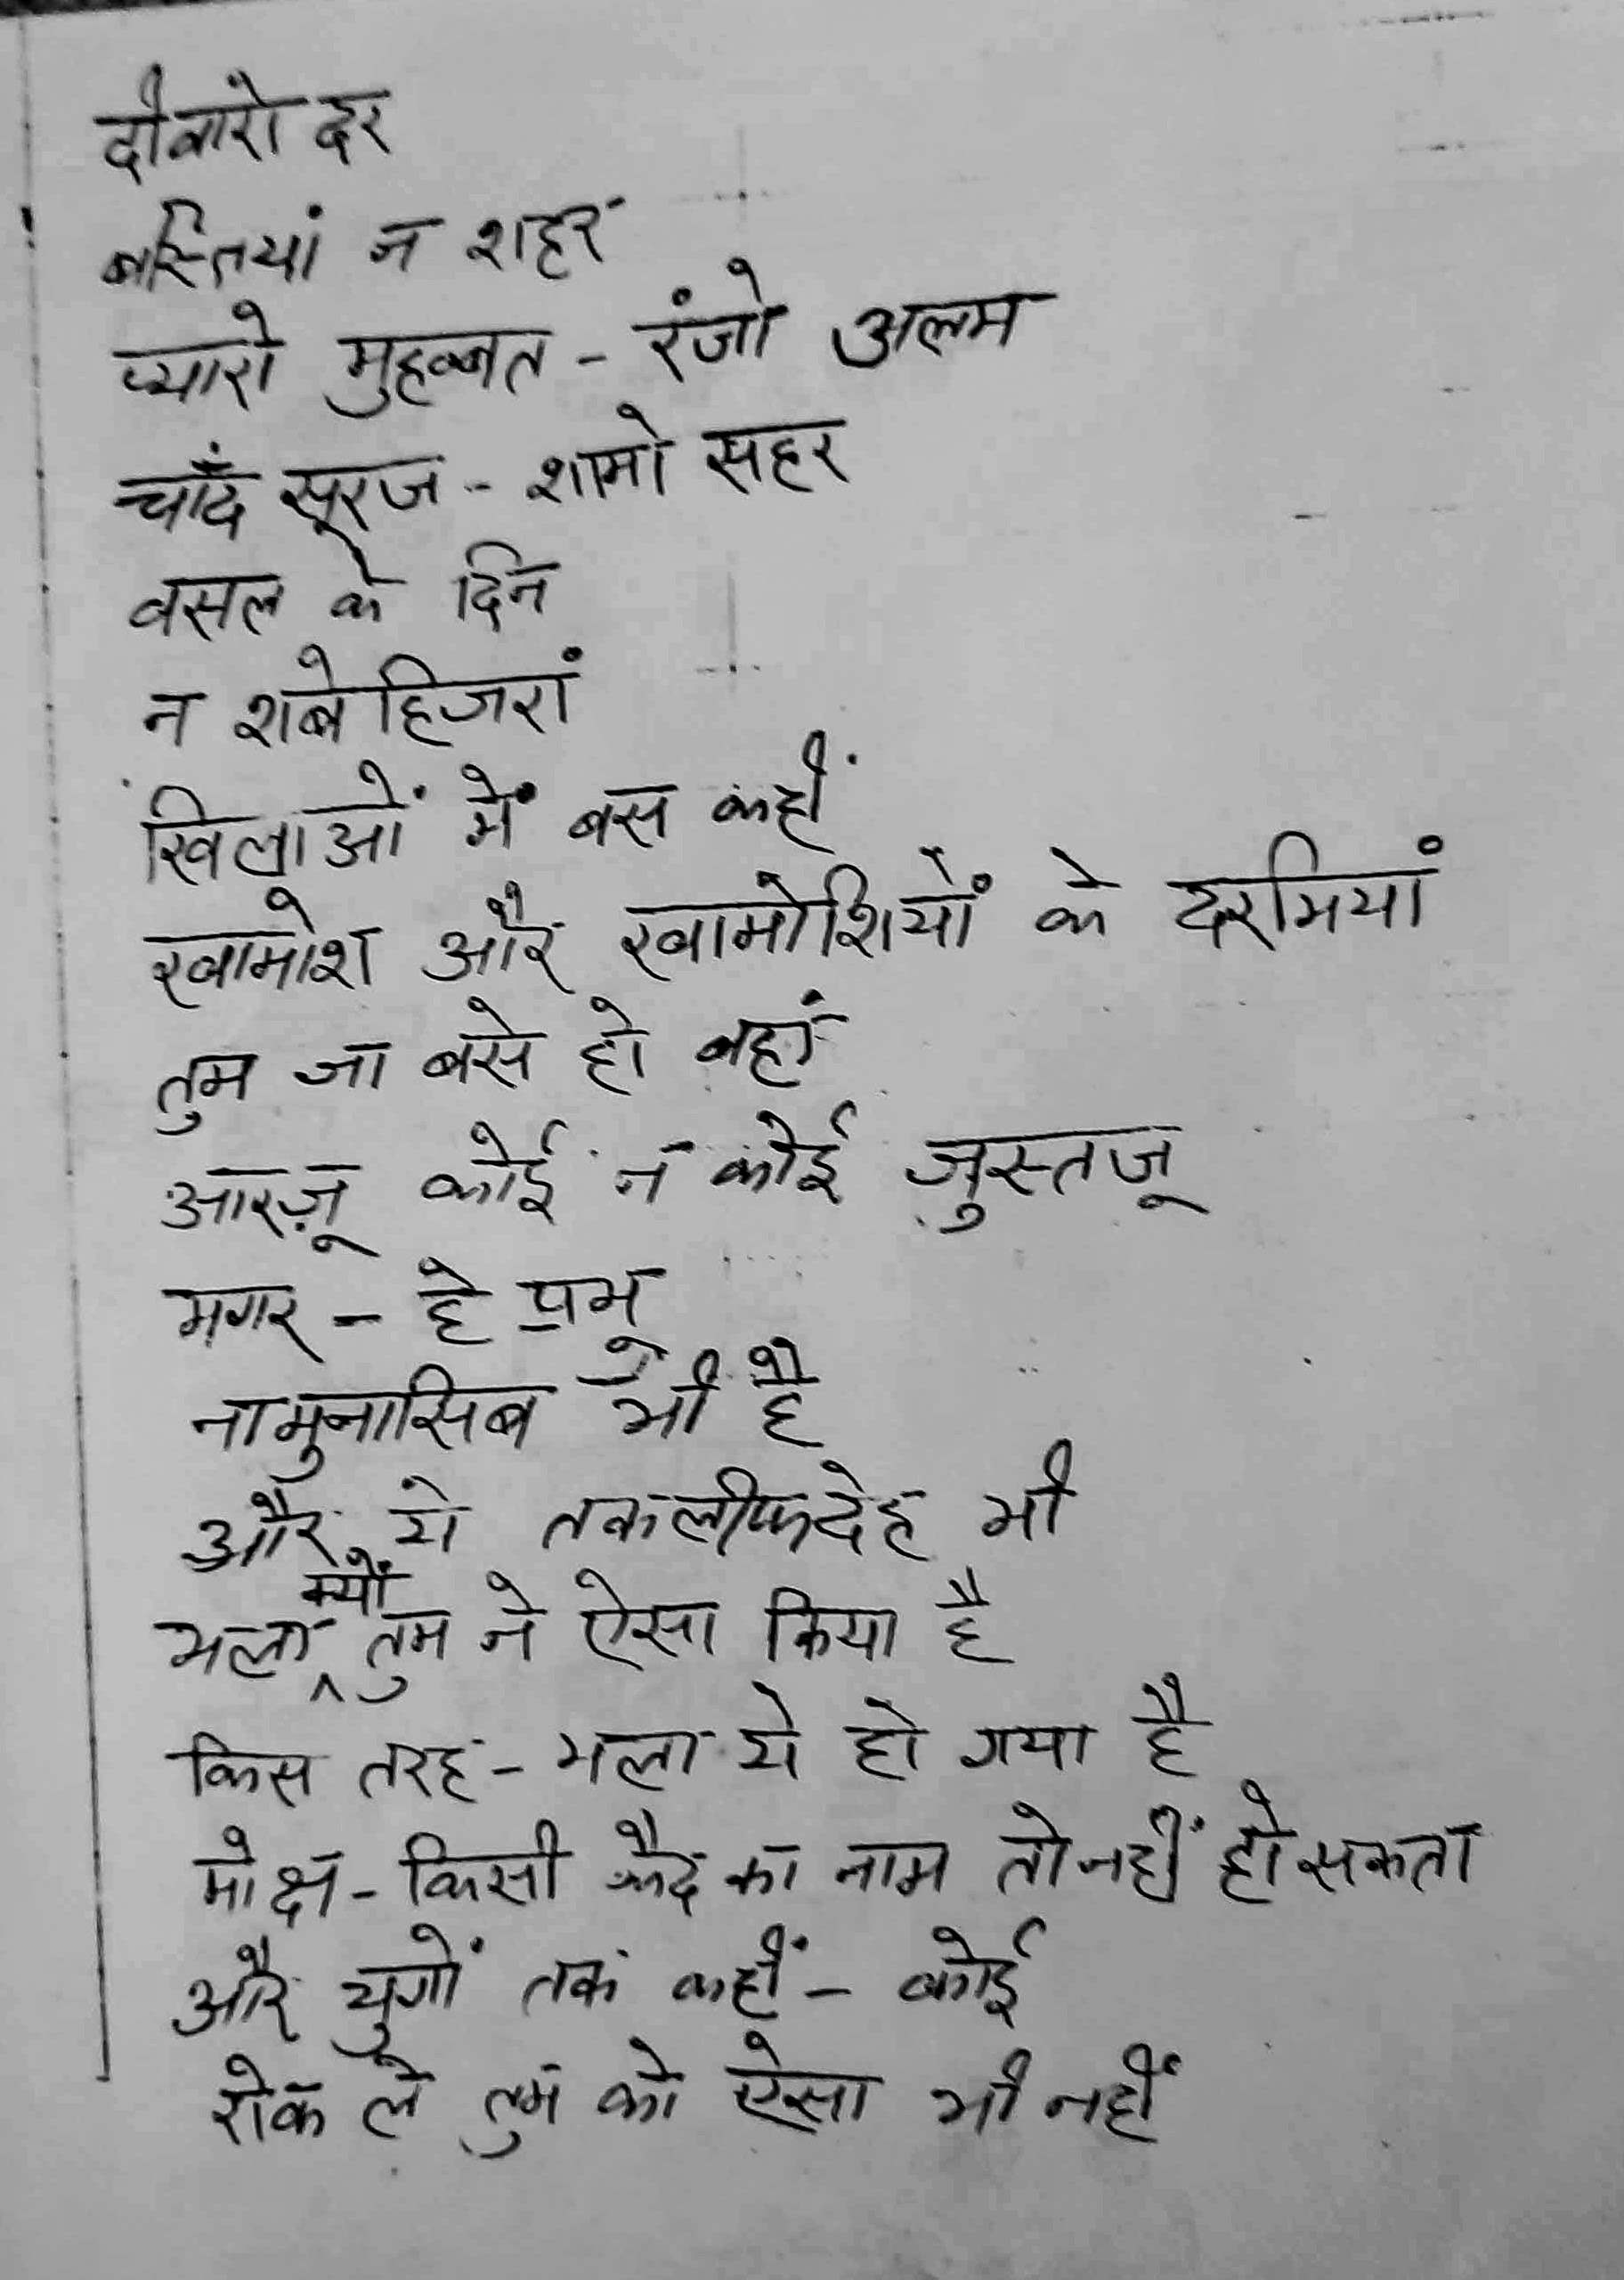 दीवारो दर
बस्तियां न शहर
प्यारो मुहब्बत - रंजो अलम
चाँद सूरज - शामो सहर
वसल के दिन
न शबे हिजरां
खिलाओं में बस कहीं
खामोश और खामोशियों के दरमियां
तुम जा बसे हो वहां
आरज़ू कोई न कोई जुस्तजू
मगर - हे प्रभू
नामुनासिब भी है
और ये तकलीफदेह भी
भला क्यों तुम ने ऐसा किया है
किस तरह - भला ये हो गया है
मोक्ष - किसी कैद का नाम तो नहीं हो सकता
और युगों तक कहीं - कोई
रोक ले तुम को ऐसा भी नहीं